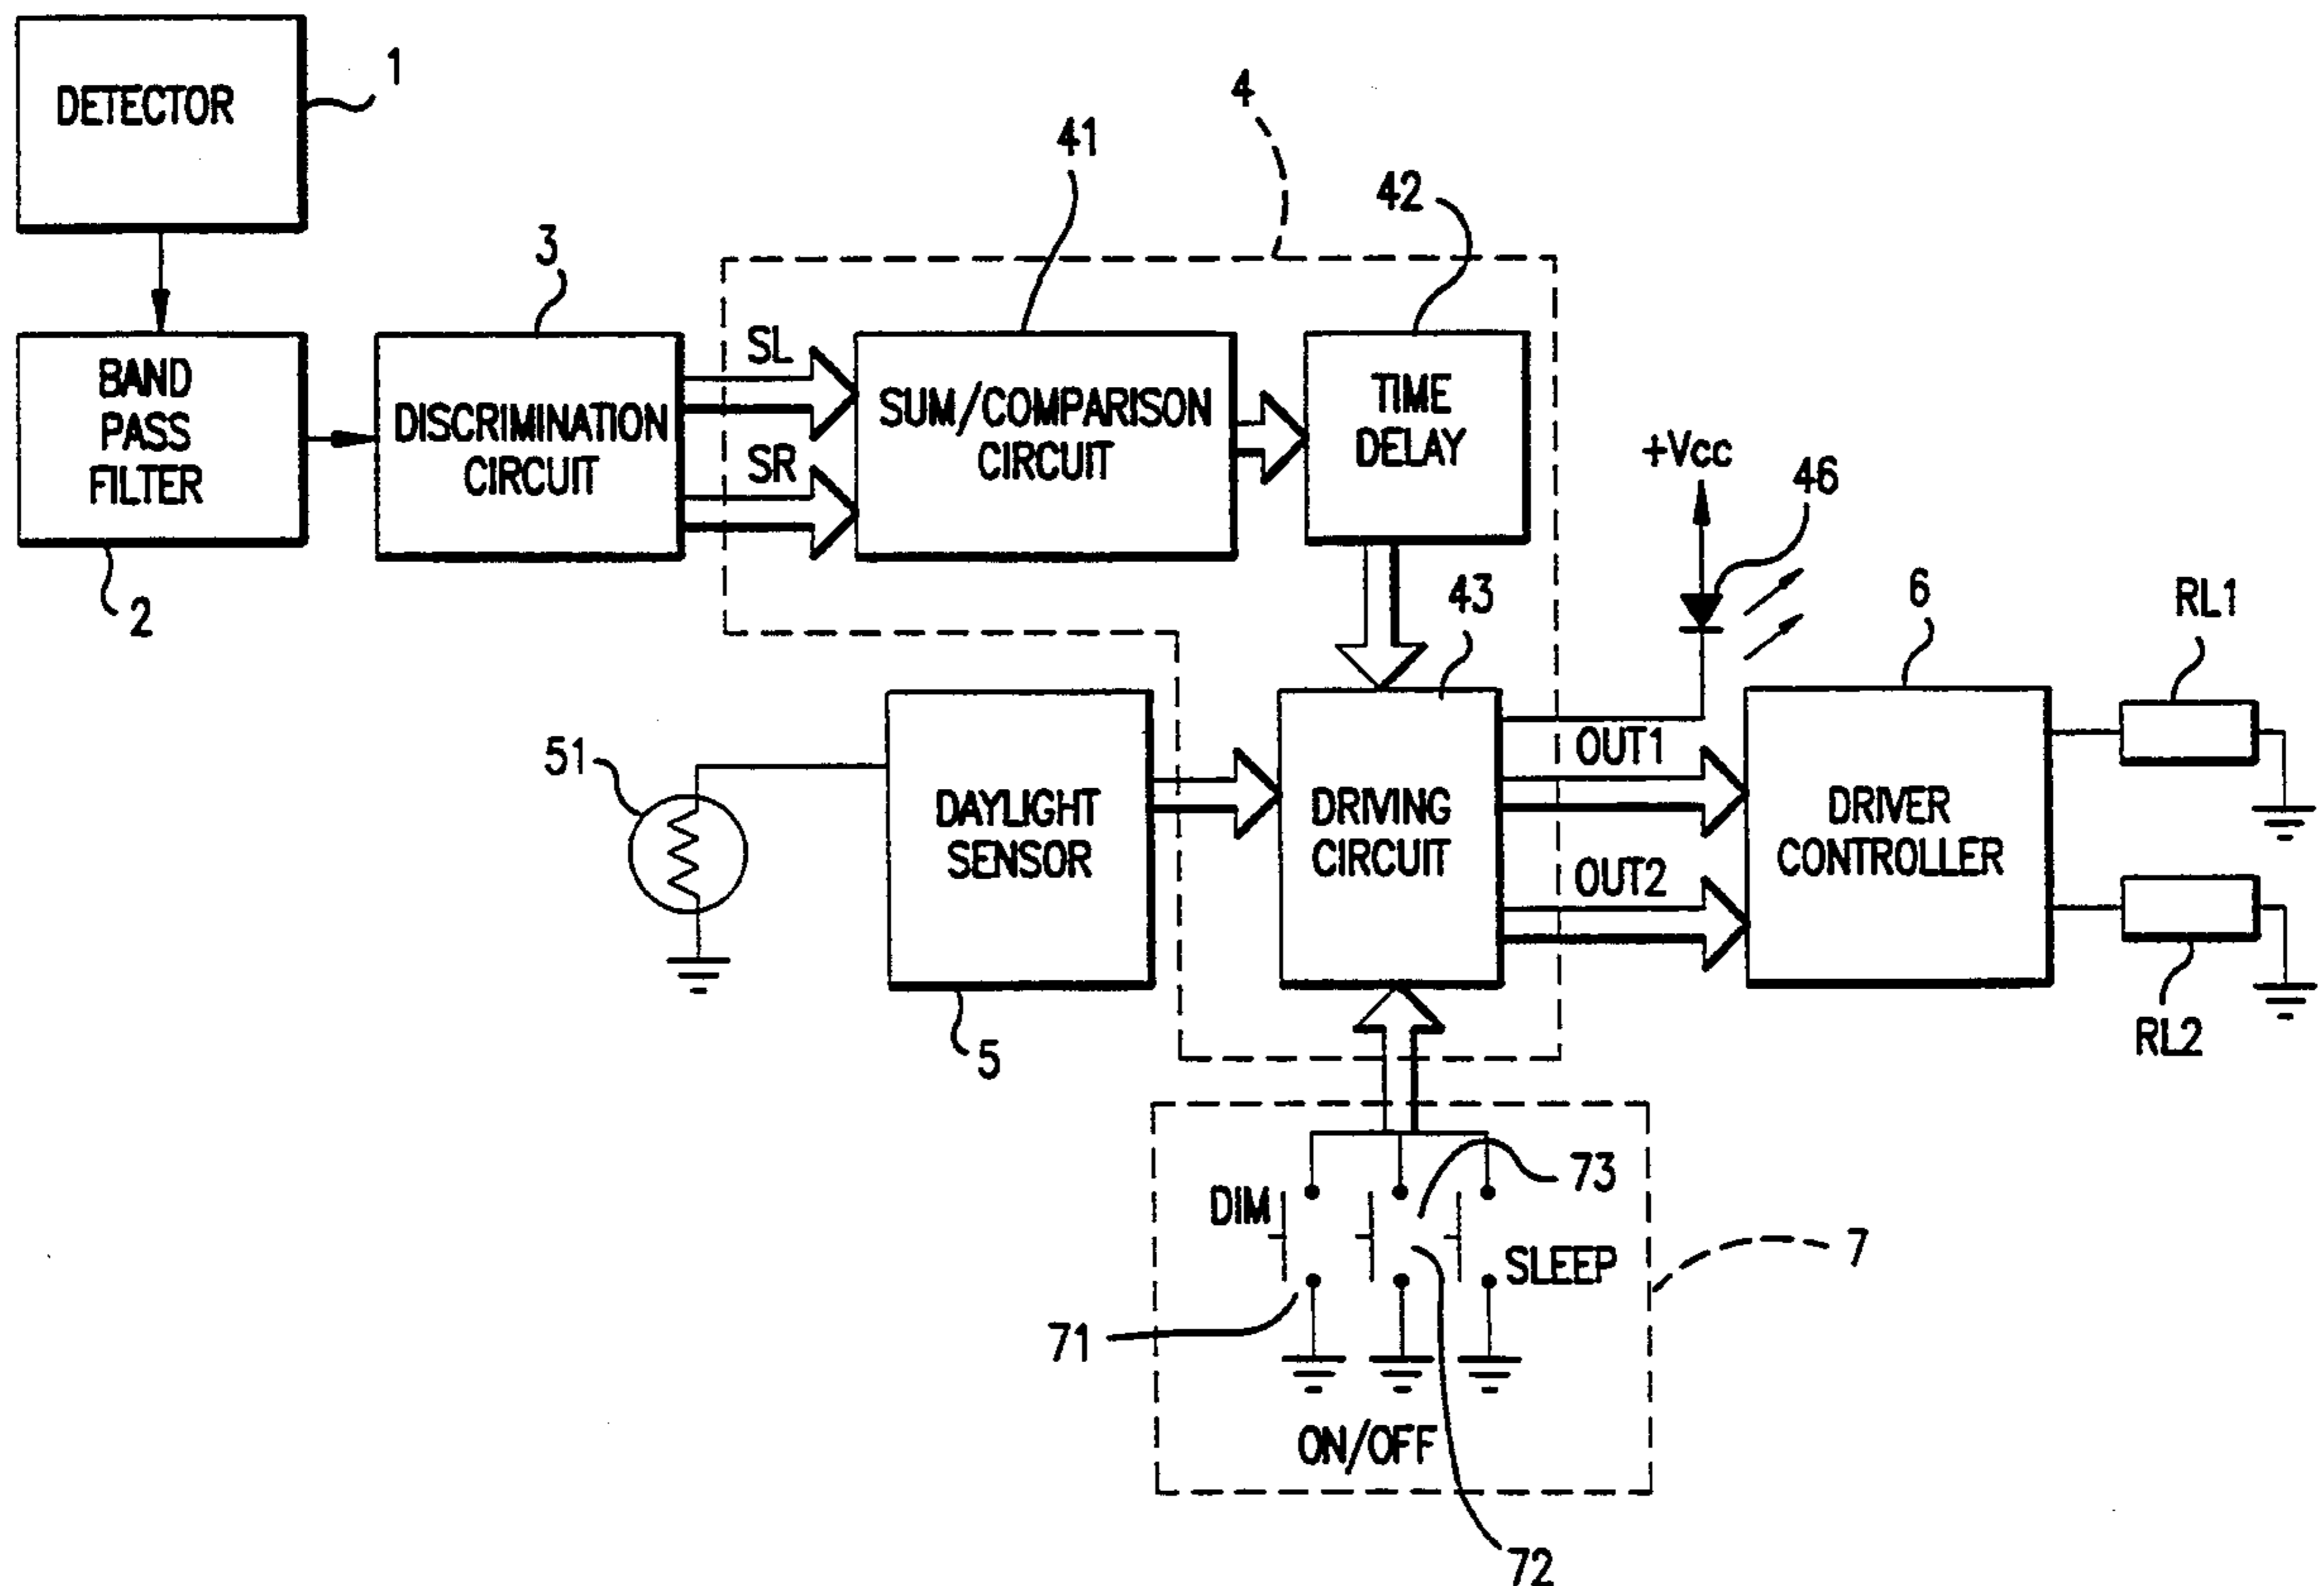 DETECTOR
1
4
41
42
3
BAND
PASS
FILTER
2
DISCRIMINATION
CIRCUIT
SL
SR
SUM/COMPARISON
CIRCUIT
TIME
DELAY
+Vcc
46
43
6
RL1
51
DAYLIGHT
SENSOR
5
DRIVING
CIRCUIT
OUT1
OUT2
DRIVER
CONTROLLER
RL2
73
DIM
SLEEP
7
71
ON/OFF
72